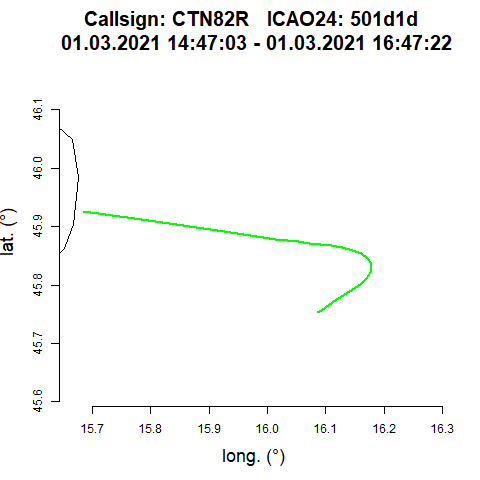 Callsign: CTN82R   ICAO24: 501d1d
01.03.2021 14:47:03 - 01.03.2021 16:47:22
46.1
46.0
45.9
45.8
45.7
45.6
lat. (°)
15.7 15.8 15.9 16.0 16.1 16.2 16.3
long. (°)